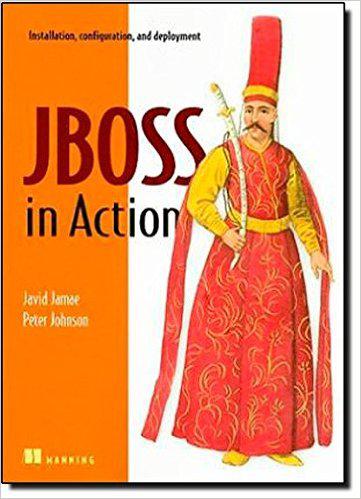 Installation, configuration, and deployment
JBOSS
in Action
Javid Jamae
Peter Johnson
MANNING